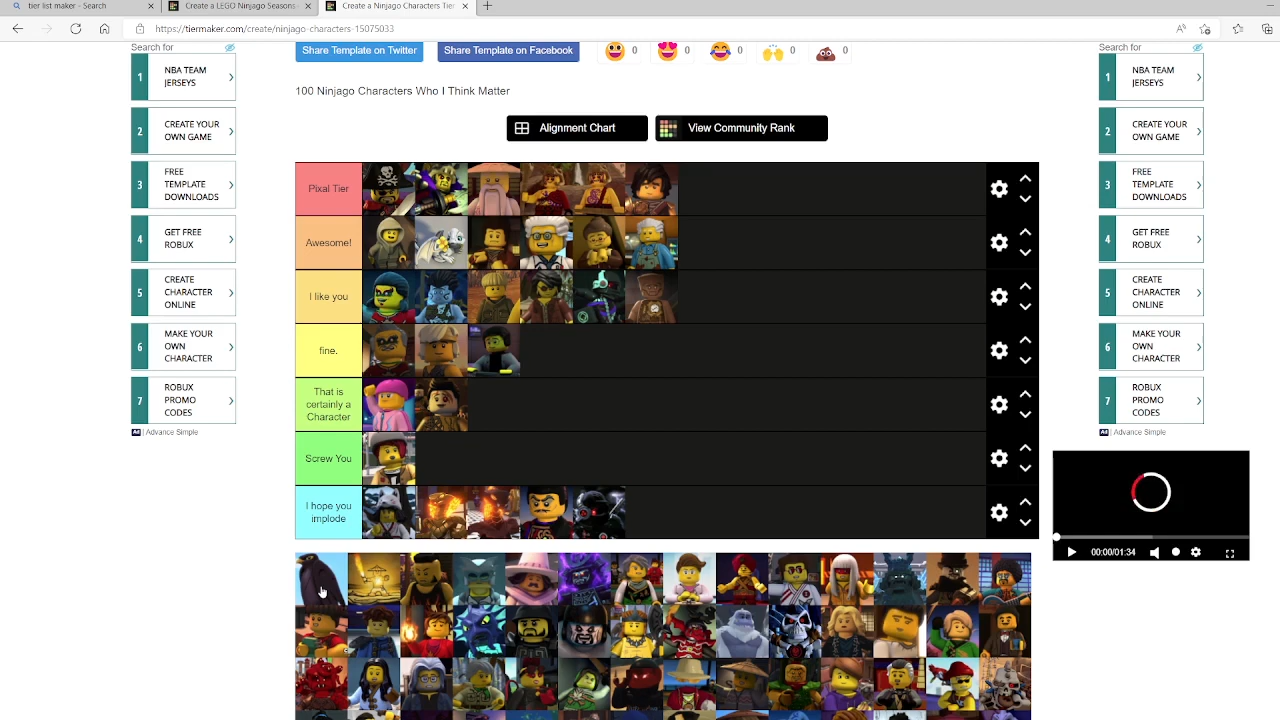 tier list maker - Search
Create a LEGO Ninjago Seasons -
Create a Ninjago Characters Tier
https://tiermaker.com/create/ninjago-characters-15075033
Share Template on Twitter
Share Template on Facebook
0
0
0
0
0
100 Ninjago Characters Who I Think Matter
Alignment Chart
View Community Rank
Pixal Tier
Awesome!
I like you
fine.
That is
certainly a
Character
Screw You
I hope you
implode
Search for
1
NBA TEAM
JERSEYS
2
CREATE YOUR
OWN GAME
3
FREE
TEMPLATE
DOWNLOADS
4
GET FREE
ROBUX
5
CREATE
CHARACTER
ONLINE
6
MAKE YOUR
OWN
CHARACTER
7
ROBUX
PROMO
CODES
Ad | Advance Simple
Search for
1
NBA TEAM
JERSEYS
2
CREATE YOUR
OWN GAME
3
FREE
TEMPLATE
DOWNLOADS
4
GET FREE
ROBUX
5
CREATE
CHARACTER
ONLINE
6
MAKE YOUR
OWN
CHARACTER
7
ROBUX
PROMO
CODES
Ad | Advance Simple
00:00/01:34